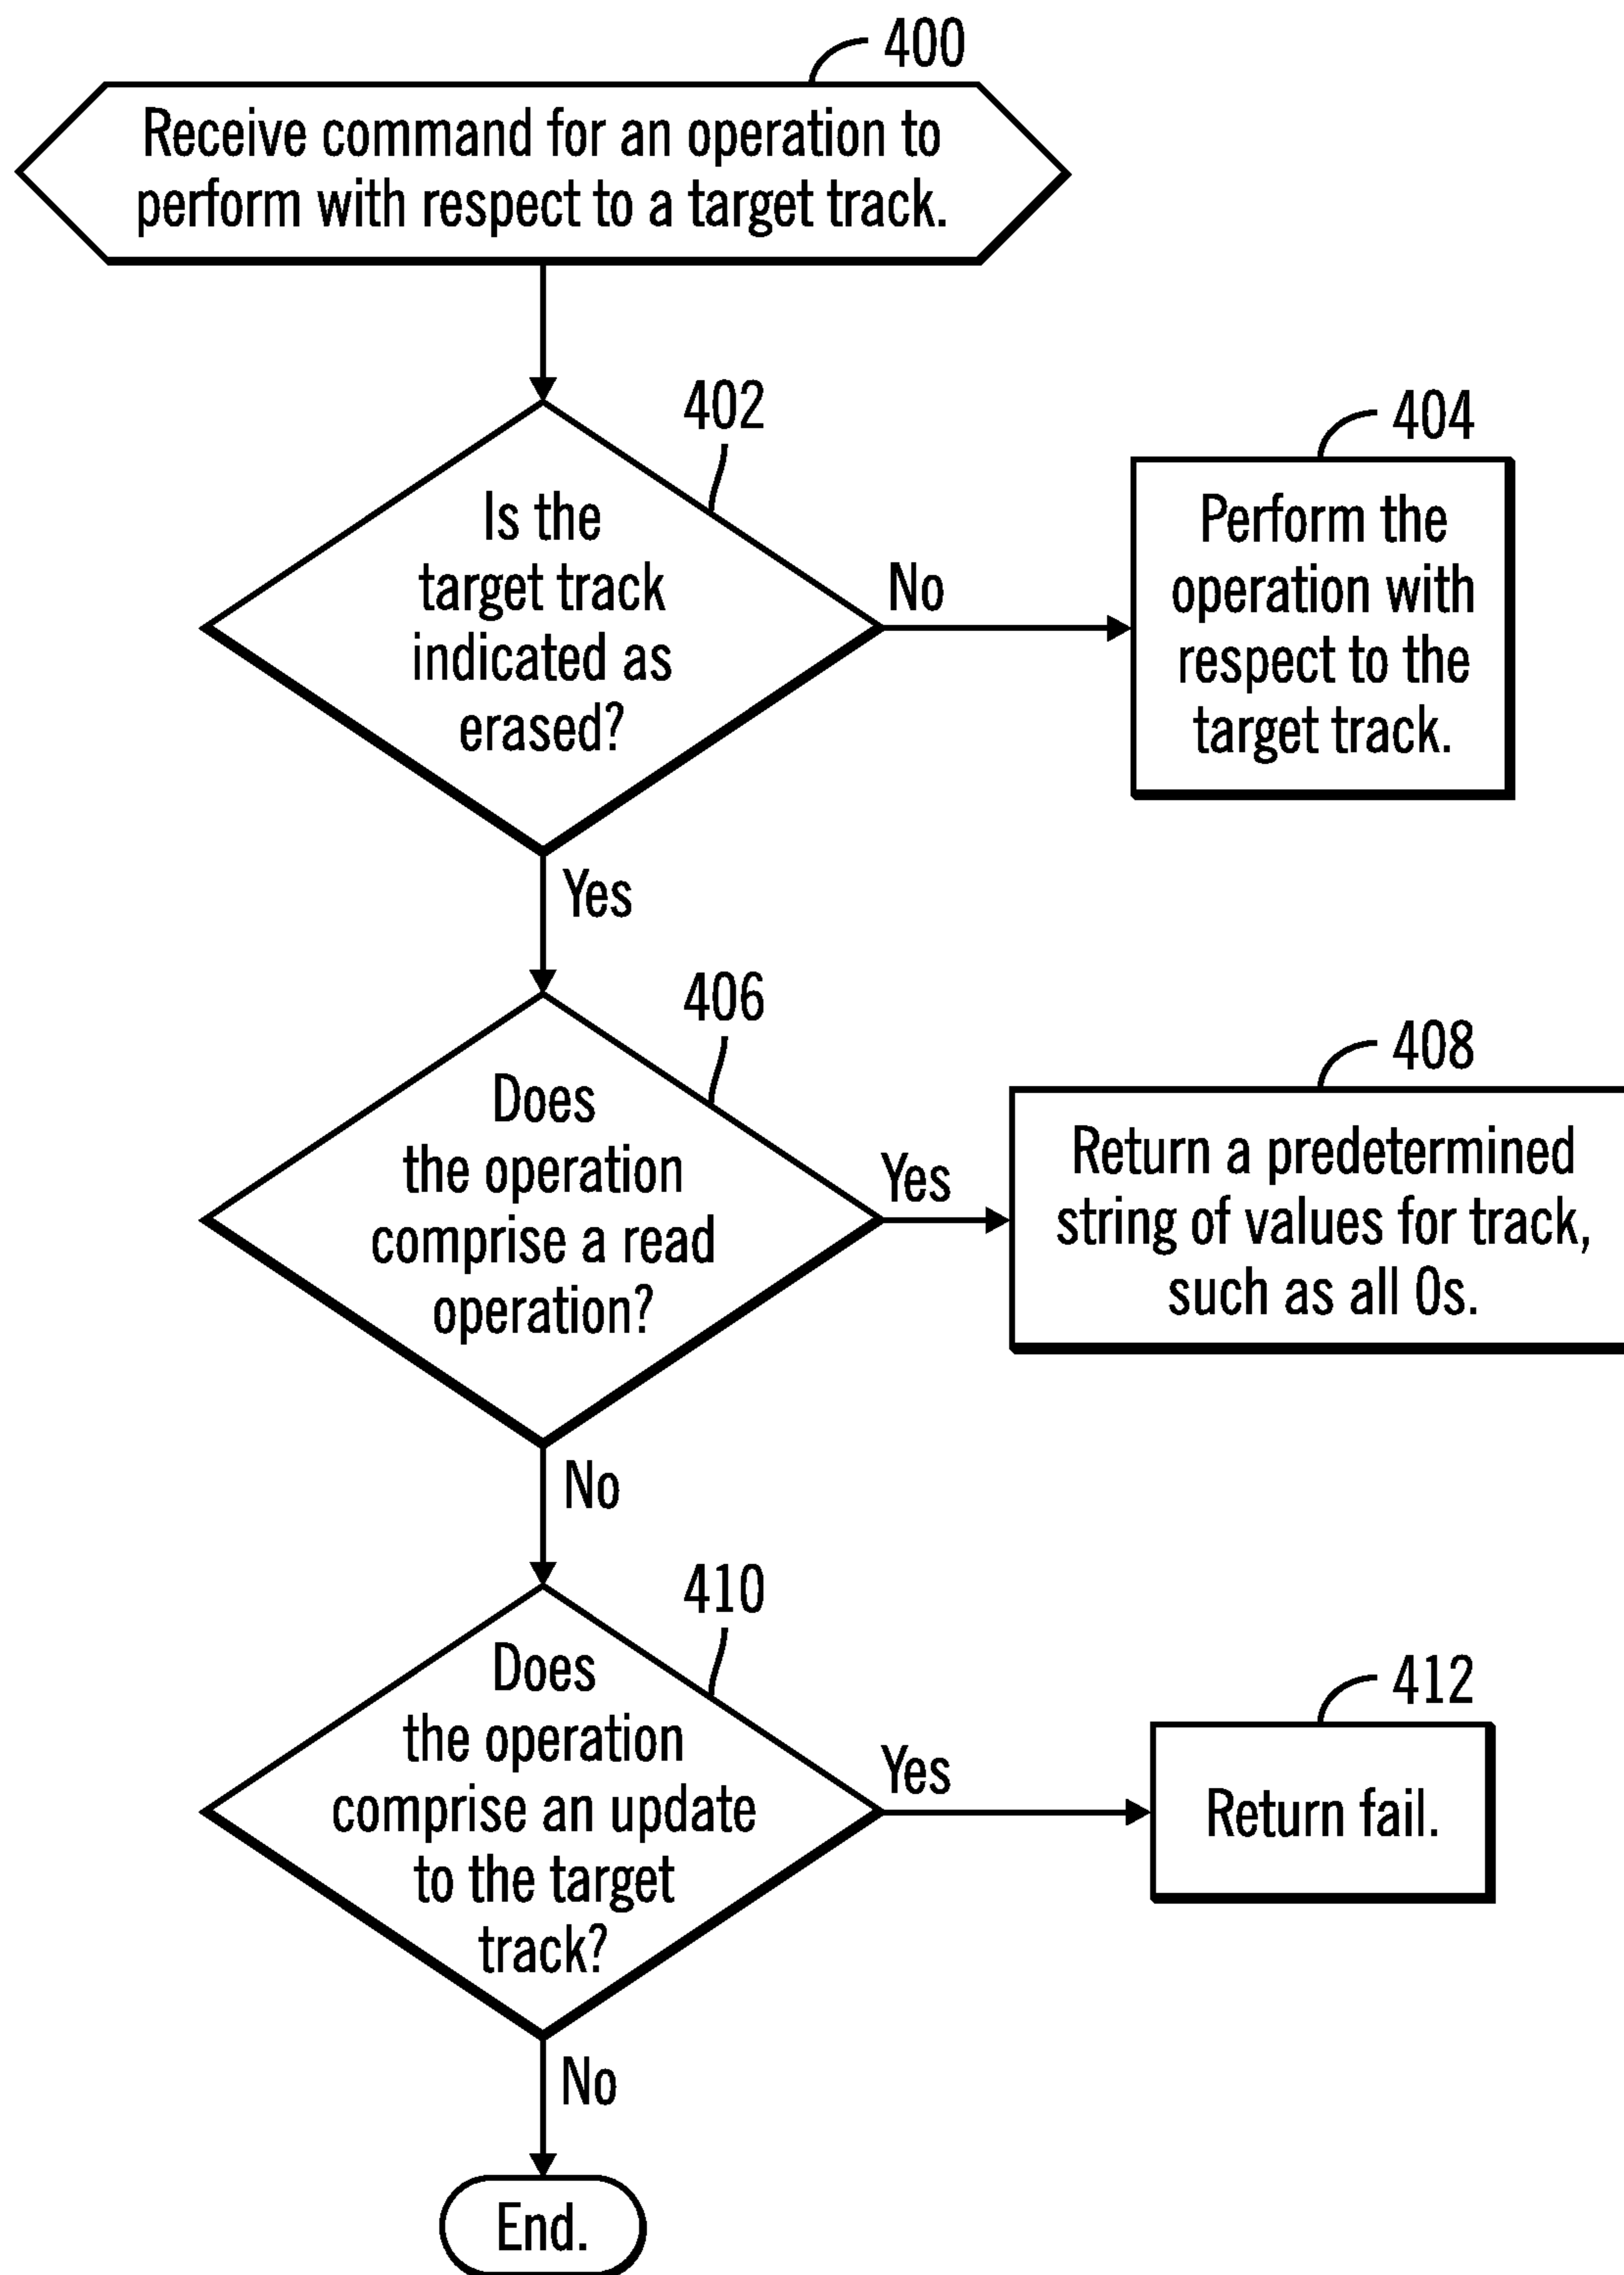 400
Receive command for an operation to
perform with respect to a target track.
402
Is the
target track
indicated as
erased?
No
404
Perform the
operation with
respect to the
target track.
Yes
406
Does
the operation
comprise a read
operation?
Yes
408
Return a predetermined
string of values for track,
such as all 0s.
No
410
Does
the operation
comprise an update
to the target
track?
Yes
412
Return fail.
No
End.